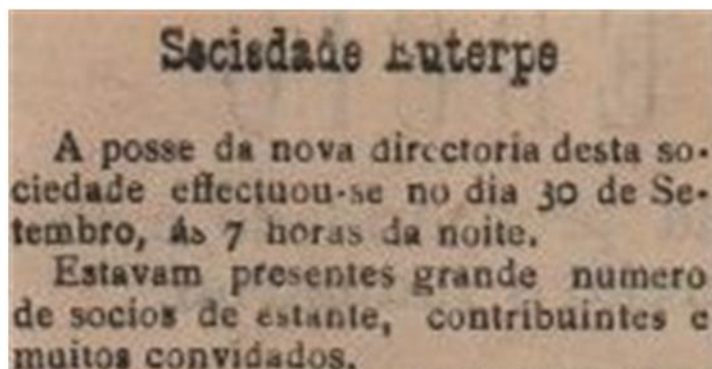 Sociedade Euterpe
A posse da nova directoria desta so-
ciedade effectuou-se no dia 30 de Se-
tembro, ás 7 horas da noite.
Estavam presentes grande numero
de socios de estante, contribuintes e
muitos convidados.